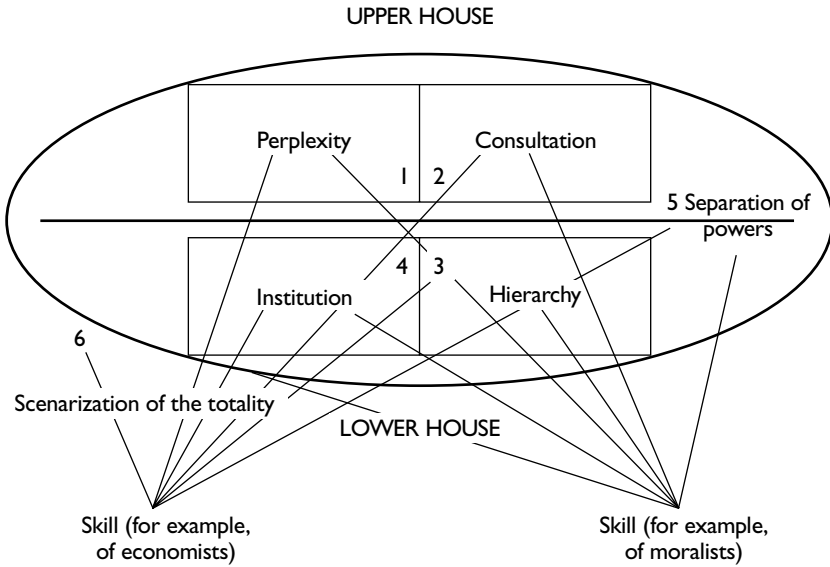 UPPER HOUSE
Perplexity
Consultation
1
2
5 Separation of
powers
4
3
Institution
Hierarchy
6
Scenarization of the totality
LOWER HOUSE
Skill (for example,
of economists)
Skill (for example,
of moralists)